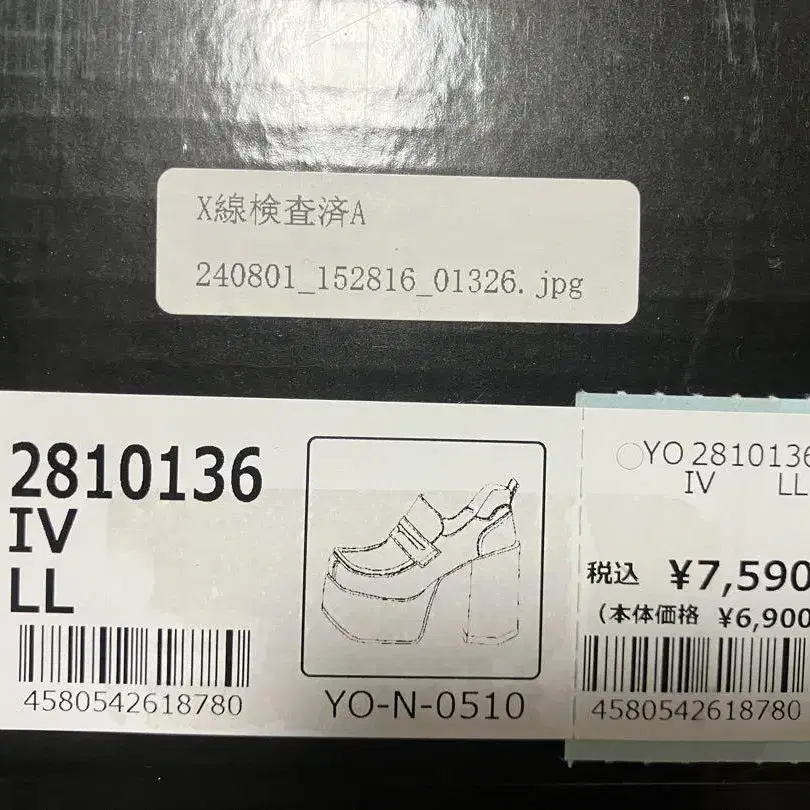 X線検査済A
240801_152816_01326.jpg
2810136
IV
LL
4580542618780
YO-N-0510
YO 2810136
IV LL
税込 ¥7,590
(本体価格 ¥6,900
4580542618780